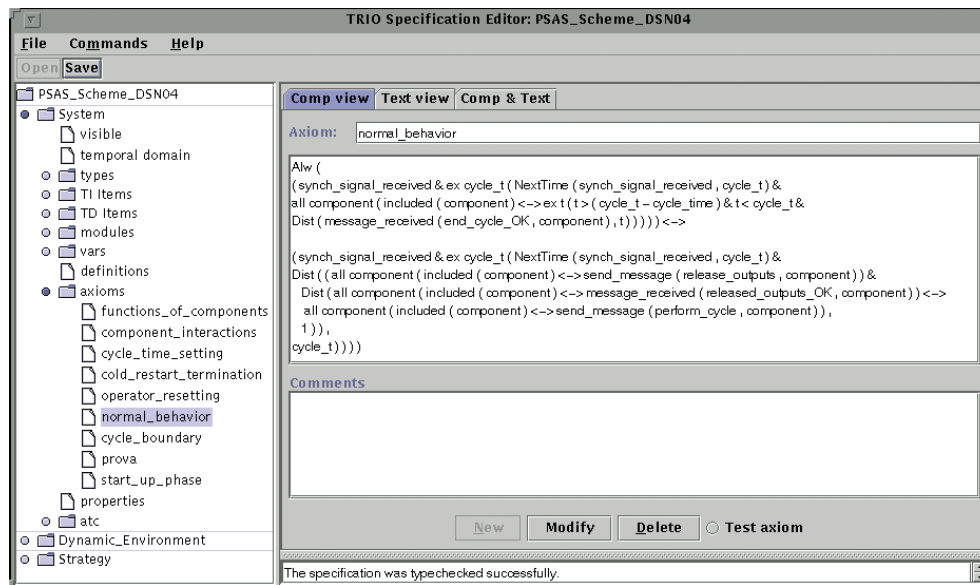 TRIO Specification Editor: PSAS_Scheme_DSN04
File Commands Help
Open Save
PSAS_Scheme_DSN04
System
visible
temporal domain
types
TI Items
TD Items
modules
vars
definitions
axioms
functions_of_components
component_interactions
cycle_time_setting
cold_restart_termination
operator_resetting
normal_behavior
cycle_boundary
prova
start_up_phase
properties
atc
Dynamic_Environment
Strategy
Comp view Text view Comp & Text
Axiom: normal_behavior
Alw (
(synch_signal_received & ex cycle_t ( NextTime (synch_signal_received , cycle_t) &
all component ( included ( component) <-> ex t ( t > ( cycle_t - cycle_time ) & t < cycle_t &
Dist ( message_received ( end_cycle_OK , component) , t) ) ) ) ) <->
(synch_signal_received & ex cycle_t ( NextTime (synch_signal_received , cycle_t) &
Dist ( ( all component ( included ( component) <-> send_message ( release_outputs , component) ) &
Dist ( all component ( included ( component) <-> message_received ( released_outputs_OK , component) ) <->
all component ( included ( component) <-> send_message ( perform_cycle , component) ) ,
1 ) ) ,
cycle_t) ) ) )
Comments
New Modify Delete Test axiom
The specification was typechecked successfully.